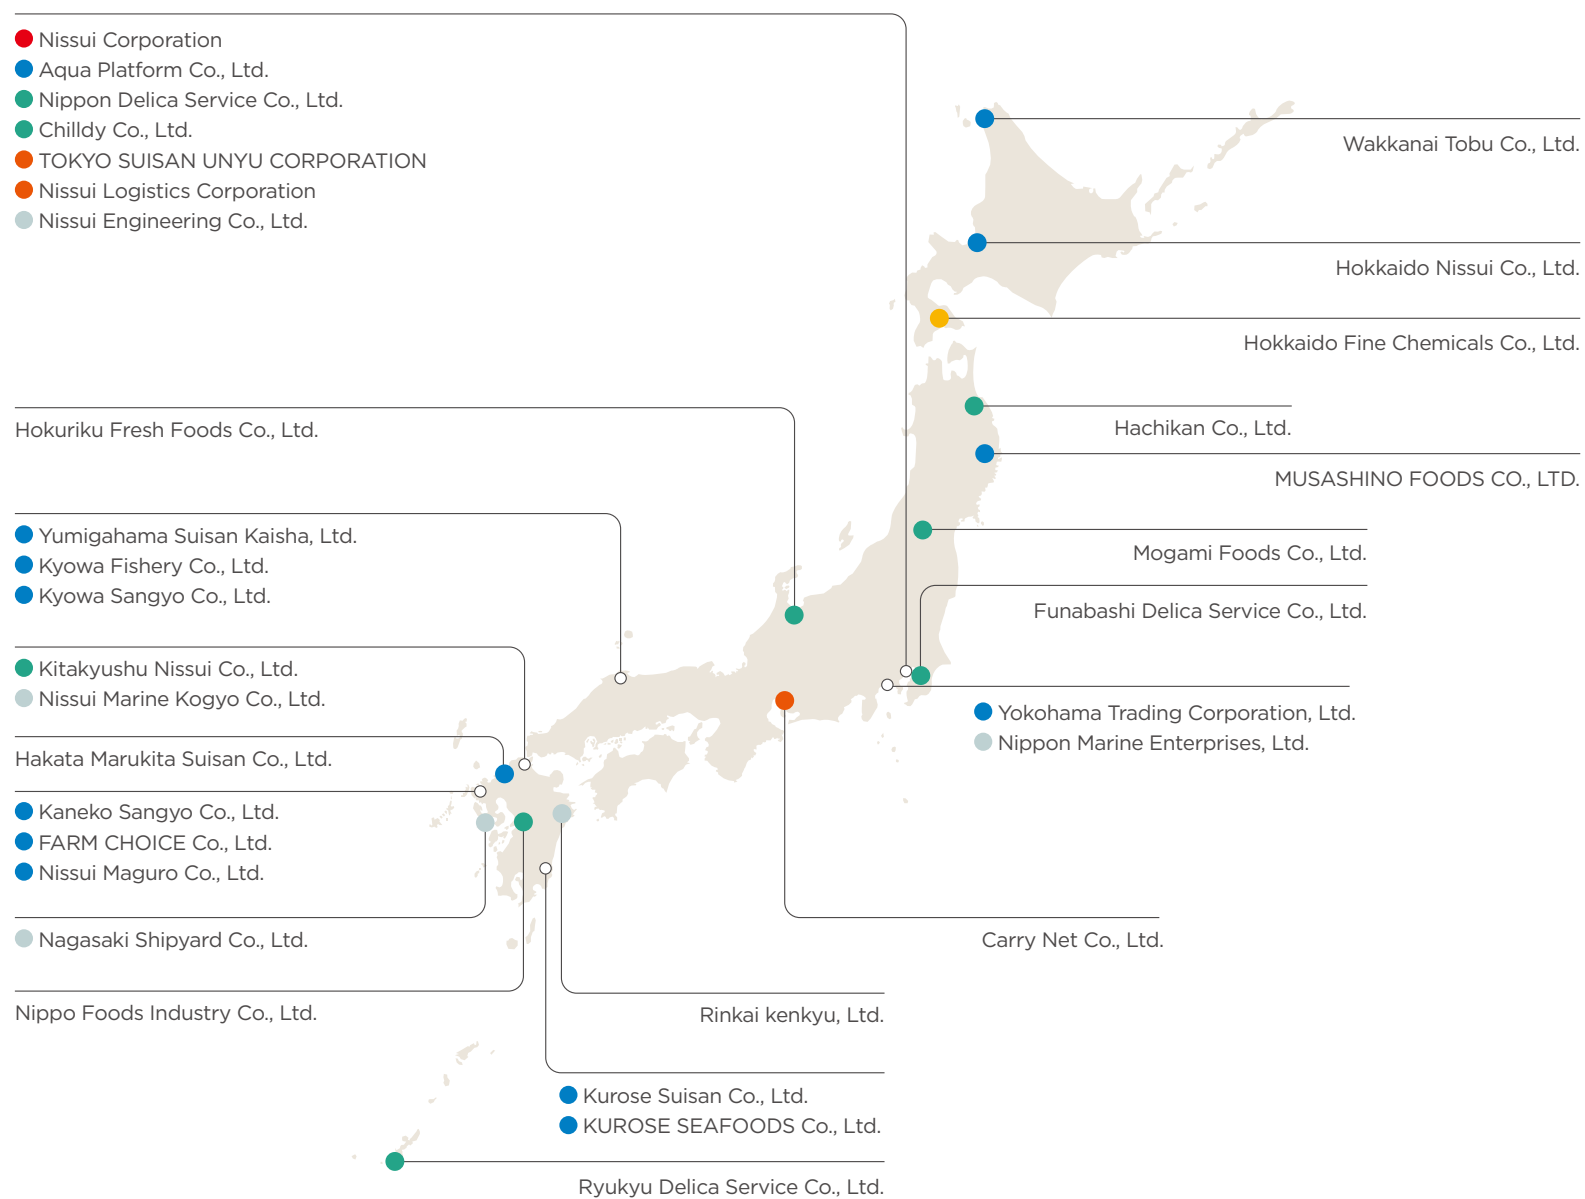 Nissui Corporation
Aqua Platform Co., Ltd.
Nippon Delica Service Co., Ltd.
Chilldy Co., Ltd.
TOKYO SUISAN UNYU CORPORATION
Nissui Logistics Corporation
Nissui Engineering Co., Ltd.
Wakkanai Tobu Co., Ltd.
Hokkaido Nissui Co., Ltd.
Hokkaido Fine Chemicals Co., Ltd.
Hachikan Co., Ltd.
MUSASHINO FOODS CO., LTD.
Mogami Foods Co., Ltd.
Funabashi Delica Service Co., Ltd.
Yokohama Trading Corporation, Ltd.
Nippon Marine Enterprises, Ltd.
Hokuriku Fresh Foods Co., Ltd.
Yumigahama Suisan Kaisha, Ltd.
Kyowa Fishery Co., Ltd.
Kyowa Sangyo Co., Ltd.
Kitakyushu Nissui Co., Ltd.
Nissui Marine Kogyo Co., Ltd.
Hakata Marukita Suisan Co., Ltd.
Kaneko Sangyo Co., Ltd.
FARM CHOICE Co., Ltd.
Nissui Maguro Co., Ltd.
Nagasaki Shipyard Co., Ltd.
Nippo Foods Industry Co., Ltd.
Carry Net Co., Ltd.
Rinkai kenkyu, Ltd.
Kurose Suisan Co., Ltd.
KUROSE SEAFOODS Co., Ltd.
Ryukyu Delica Service Co., Ltd.